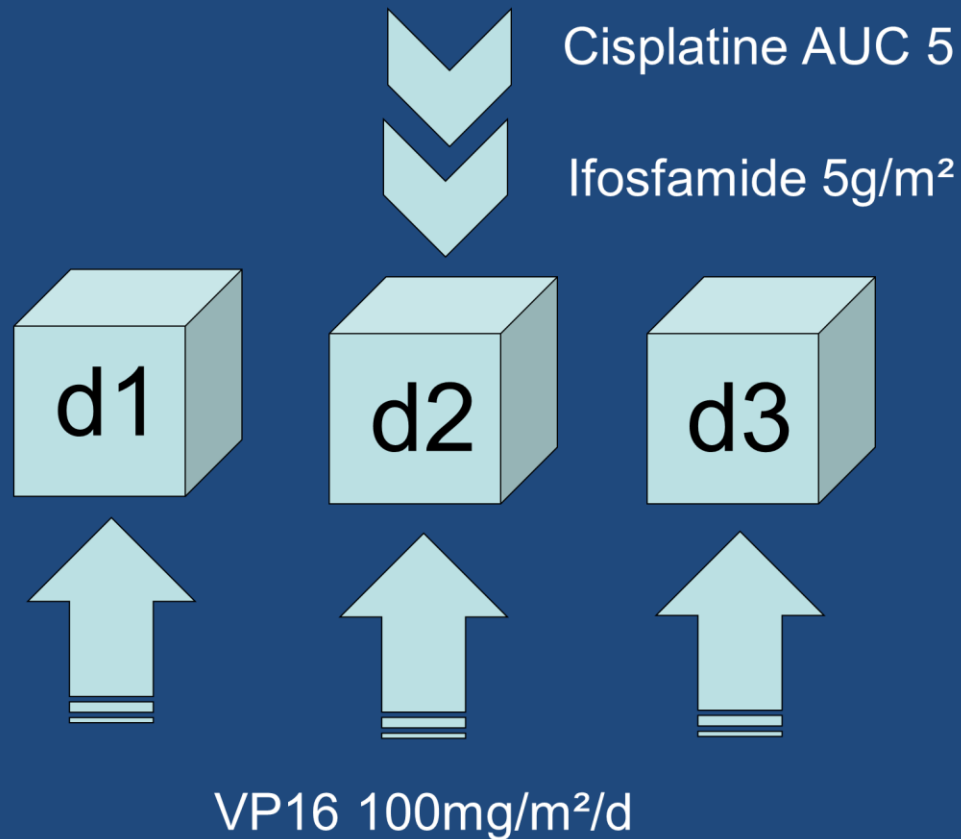 Cisplatine AUC 5
Ifosfamide 5g/m²
d1
d2
d3
VP16 100mg/m²/d